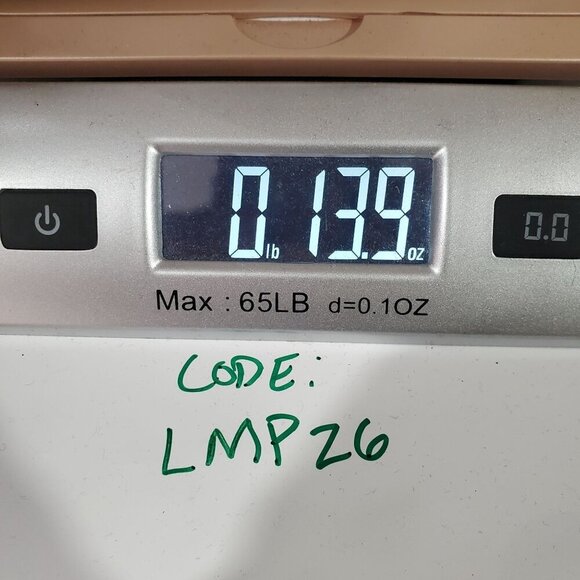 0 lb 13.9 oz
0.0
Max : 65LB d=0.1OZ
CODE:
LMP26